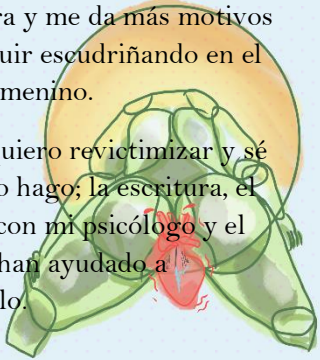 ra y me da más motivos
uir escudriñando en el
menino.
uiero revictimizar y sé
o hago; la escritura, el
con mi psicólogo y el
han ayudado a
lo.